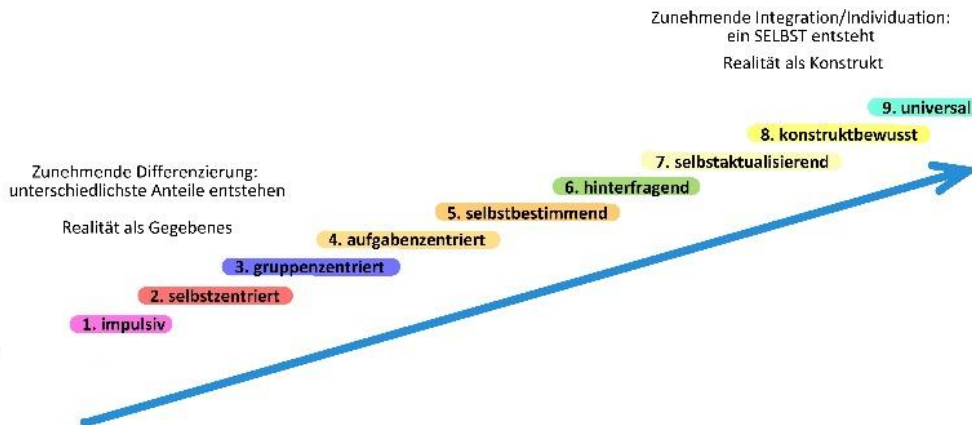 Zunehmende Integration/Individuation:
ein SELBST entsteht
Realität als Konstrukt
9. universal
8. konstruktbewusst
7. selbstaktualisierend
6. hinterfragend
5. selbstbestimmend
4. aufgabenzentriert
3. gruppenzentriert
2. selbstzentriert
1. impulsiv
Zunehmende Differenzierung:
unterschiedlichste Anteile entstehen
Realität als Gegebenes